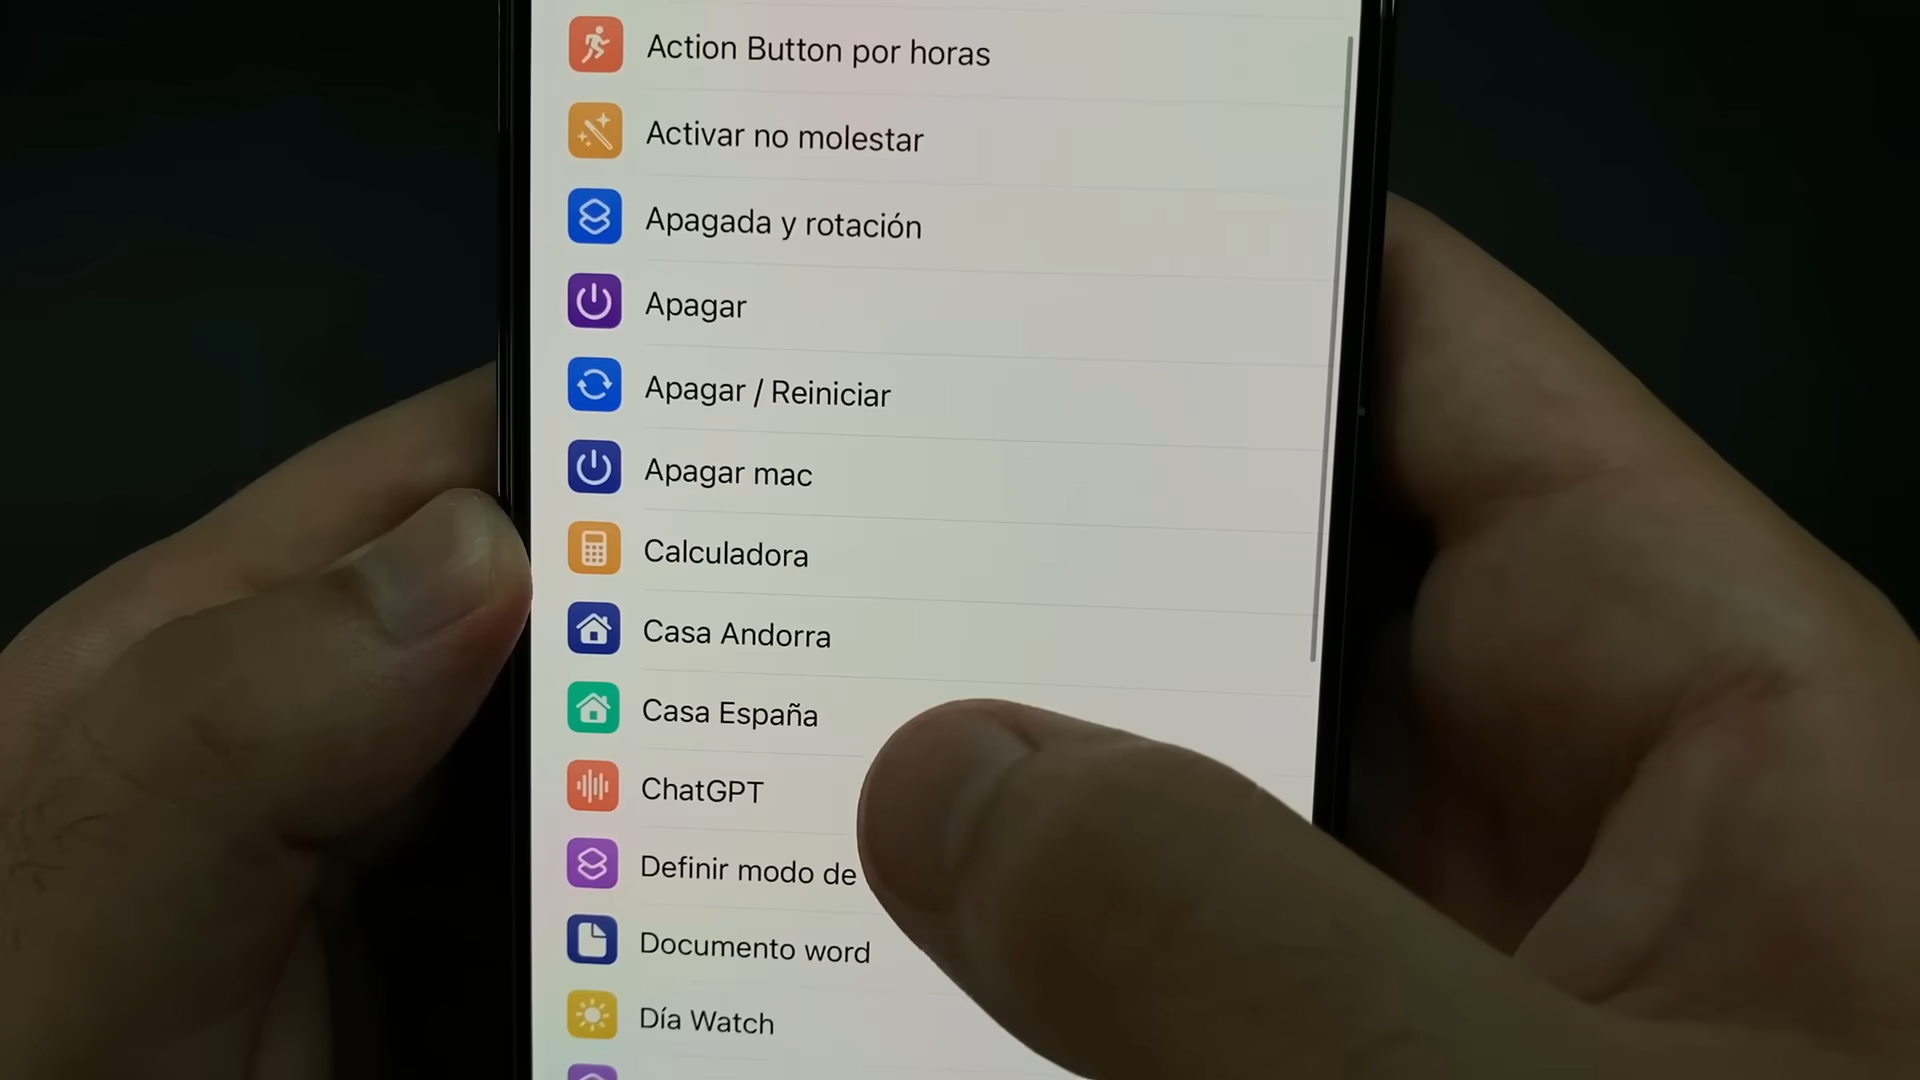 Action Button por horas
Activar no molestar
Apagada y rotación
Apagar
Apagar / Reiniciar
Apagar mac
Calculadora
Casa Andorra
Casa España
ChatGPT
Definir modo de
Documento word
Día Watch